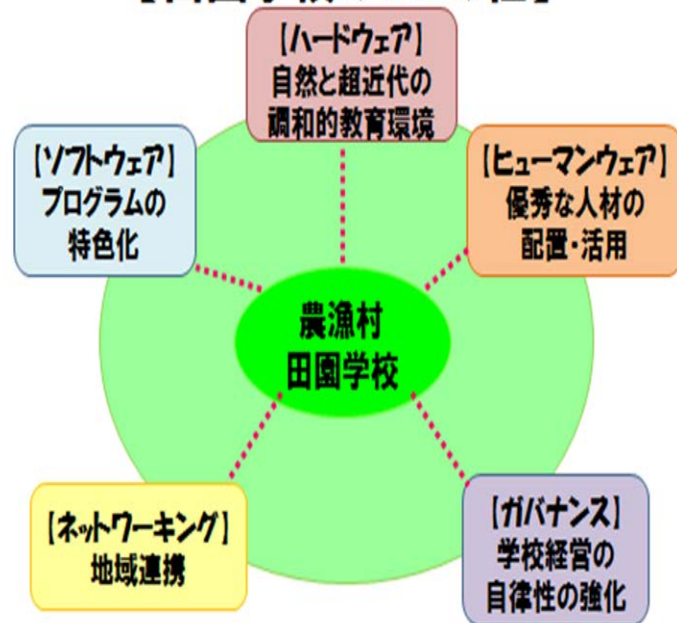 【ハードウェア】
自然と超近代の
調和的教育環境
【ソフトウェア】
プログラムの
特色化
【ヒューマンウェア】
優秀な人材の
配置・活用
農漁村
田園学校
【ネットワーキング】
地域連携
【ガバナンス】
学校経営の
自律性の強化